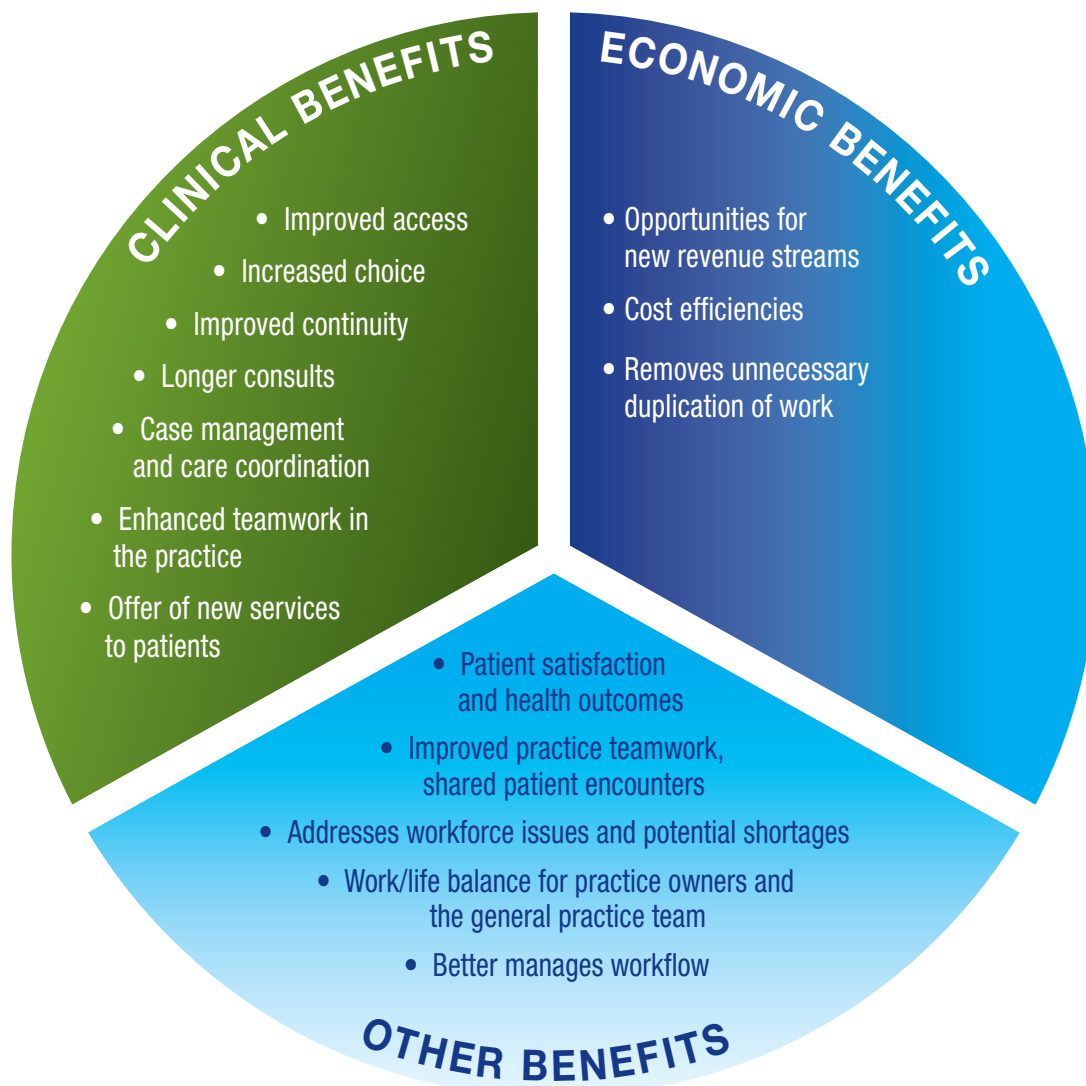 CLINICAL BENEFITS
• Improved access
• Increased choice
• Improved continuity
• Longer consults
• Case management
and care coordination
• Enhanced teamwork in
the practice
• Offer of new services
to patients
ECONOMIC BENEFITS
• Opportunities for
new revenue streams
• Cost efficiencies
• Removes unnecessary
duplication of work
• Patient satisfaction
and health outcomes
• Improved practice teamwork,
shared patient encounters
• Addresses workforce issues and potential shortages
• Work/life balance for practice owners and
the general practice team
• Better manages workflow
OTHER BENEFITS